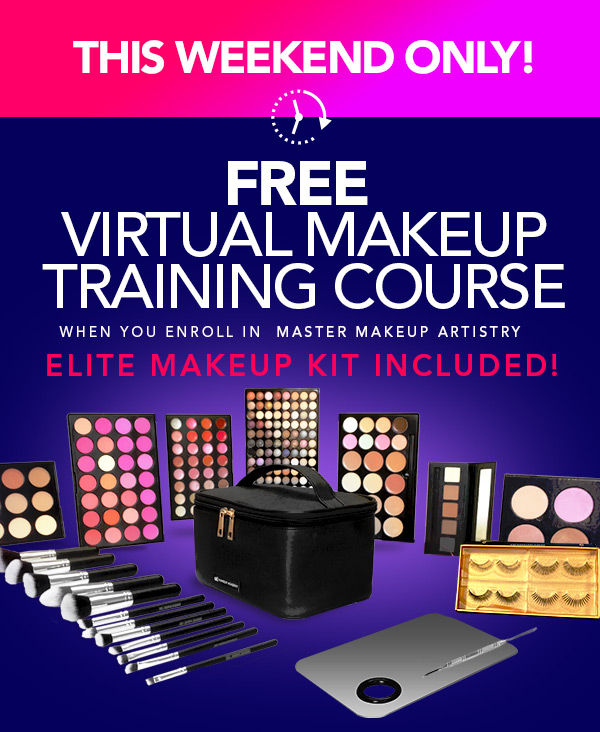 THIS WEEKEND ONLY!
FREE
VIRTUAL MAKEUP
TRAINING COURSE
WHEN YOU ENROLL IN MASTER MAKEUP ARTISTRY
ELITE MAKEUP KIT INCLUDED!